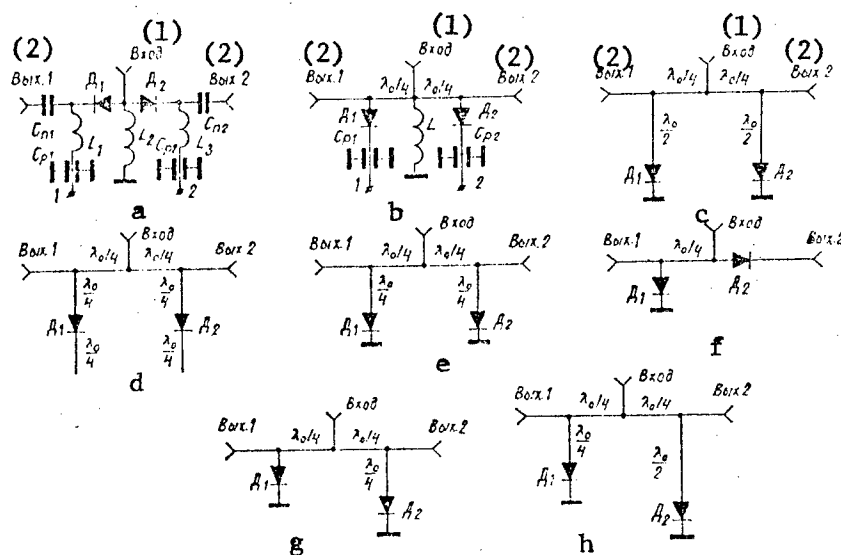 (1)
(2) Вход (2)
Вых.1 Д1 Д2 Вых.2
Сп1 L1 L2 Ср2 L3 Сп2
Ср1
1 2
a
(1)
(2) Вход (2)
Вых.1 λ₀/4 λ₀/4 Вых.2
Д1 Д2
Ср1 L Ср2
1 2
b
(1)
(2) Вход (2)
Вых.1 λ₀/4 λ₀/4 Вых.2
λ₀/2 λ₀/2
Д1 Д2
c
Вход
Вых.1 λ₀/4 λ₀/4 Вых.2
λ₀/4 λ₀/4
Д1 Д2
λ₀/4 λ₀/4
d
Вход
Вых.1 λ₀/4 λ₀/4 Вых.2
λ₀/4 λ₀/4
Д1 Д2
e
Вход
Вых.1 λ₀/4 Вых.2
Д1 Д2
f
Вход
Вых.1 λ₀/4 λ₀/4 Вых.2
λ₀/4
Д1 Д2
g
Вход
Вых.1 λ₀/4 λ₀/4 Вых.2
λ₀/4 λ₀/2
Д1 Д2
h